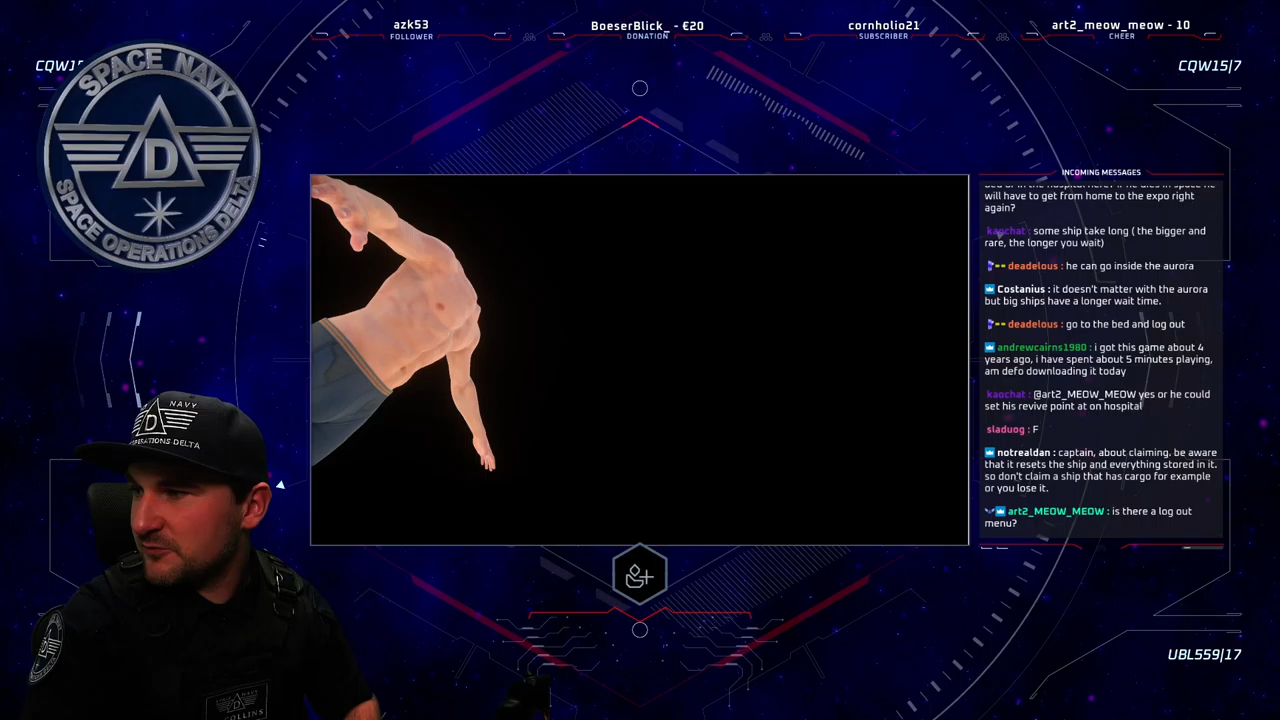 azk53
FOLLOWER
BoeserBlick_ - €20
DONATION
cornholio21
SUBSCRIBER
art2_meow_meow - 10
CHEER
CQW15|7
SPACE NAVY
D
SPACE OPERATIONS DELTA
INCOMING MESSAGES
will have to get from home to the expo right
again?
kaochat : some ship take long ( the bigger and
rare, the longer you wait)
deadelous : he can go inside the aurora
Costanius : it doesn't matter with the aurora
but big ships have a longer wait time.
deadelous : go to the bed and log out
andrewcairns1980 : i got this game about 4
years ago, i have spent about 5 minutes playing,
am defo downloading it today
kaochat : @art2_MEOW_MEOW yes or he could
set his revive point at on hospital
sladuog : F
notrealdan : captain, about claiming. be aware
that it resets the ship and everything stored in it.
so don't claim a ship that has cargo for example
or you lose it.
art2_MEOW_MEOW : is there a log out
menu?
NAVY
D
OPERATIONS DELTA
D
COLLINS
UBL559|17